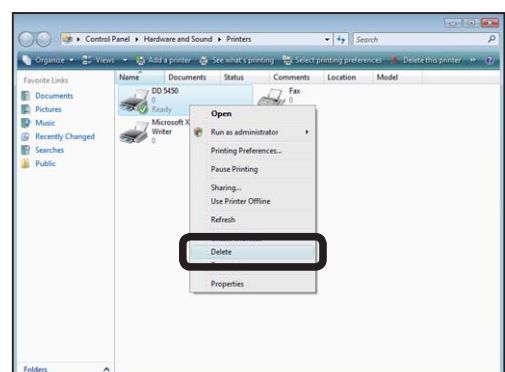 Control Panel ▸ Hardware and Sound ▸ Printers
Search
Organize Views Add a printer See what's printing Select printing preferences Delete this printer »
Favorite Links
Documents
Pictures
Music
Recently Changed
Searches
Public
Folders
Name Documents Status Comments Location Model
DD 5450
0
Ready
Fax
0
Microsoft X
Writer
0
Open
Run as administrator
Printing Preferences...
Pause Printing
Sharing...
Use Printer Offline
Refresh
Delete
Properties